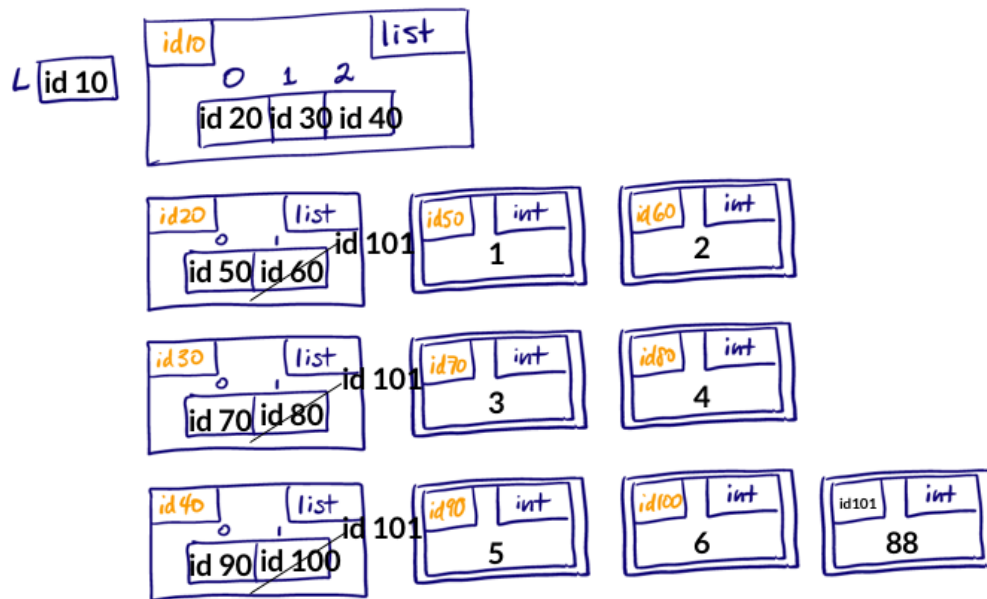 id10 list
L id 10
0 1 2
id 20 id 30 id 40
id20 list id50 int id60 int
0 1 id 101
id 50 id 60 1 2
id30 list id70 int id80 int
0 1 id 101
id 70 id 80 3 4
id40 list id90 int id100 int id101 int
0 1 id 101
id 90 id 100 5 6 88